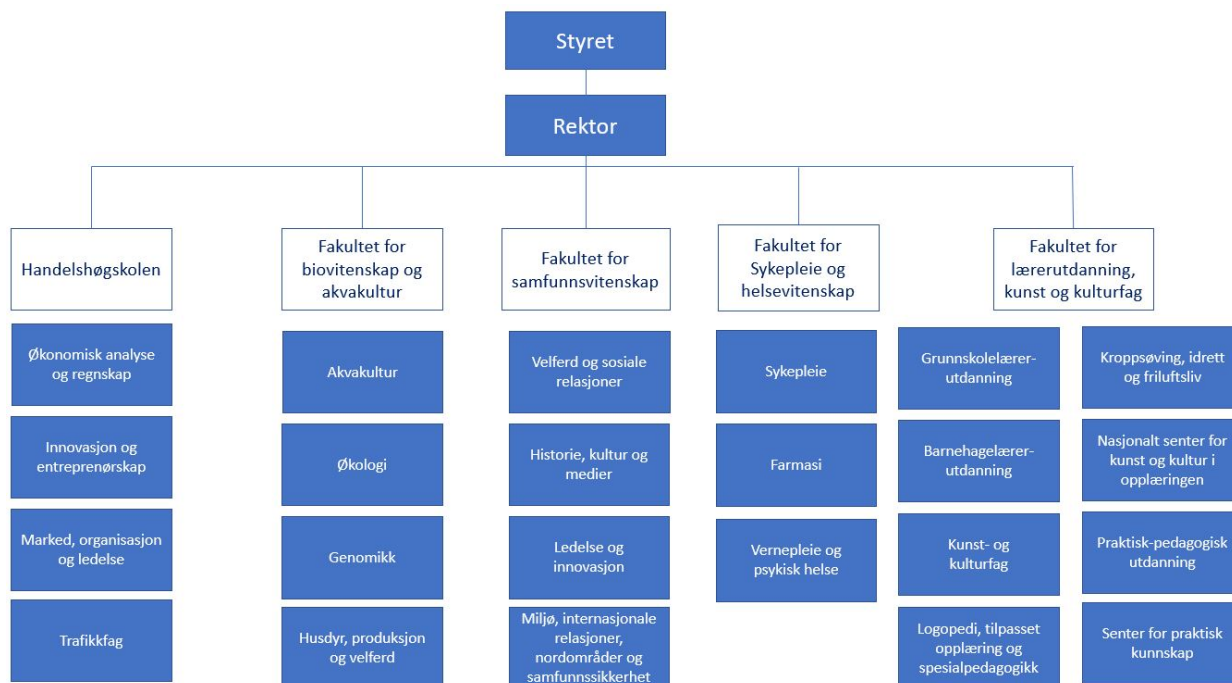 Styret
Rektor
Handelshøgskolen
Fakultet for
biovitenskap og
akvakultur
Fakultet for
samfunnsvitenskap
Fakultet for
Sykepleie og
helsevitenskap
Fakultet for
lærerutdanning,
kunst og kulturfag
Økonomisk analyse
og regnskap
Innovasjon og
entreprenørskap
Marked, organisasjon
og ledelse
Trafikkfag
Akvakultur
Økologi
Genomikk
Husdyr, produksjon
og velferd
Velferd og sosiale
relasjoner
Historie, kultur og
medier
Ledelse og
innovasjon
Miljø, internasjonale
relasjoner,
nordområder og
samfunnssikkerhet
Sykepleie
Farmasi
Vernepleie og
psykisk helse
Grunnskolelærer-
utdanning
Barnehagelærer-
utdanning
Kunst- og
kulturfag
Logopedi, tilpasset
opplæring og
spesialpedagogikk
Kroppsøving, idrett
og friluftsliv
Nasjonalt senter for
kunst og kultur i
opplæringen
Praktisk-pedagogisk
utdanning
Senter for praktisk
kunnskap